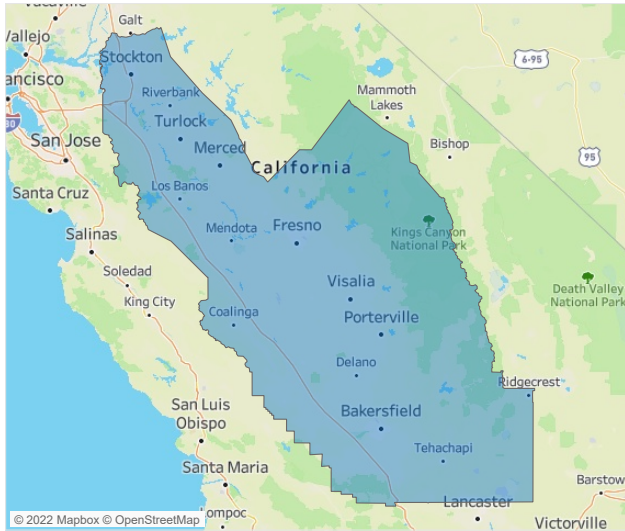 Vacaville
Galt
Vallejo
Stockton
6-95
ancisco
Riverbank
Mammoth
Lakes
80
Turlock
San Jose
Merced
Bishop
95
California
Santa Cruz
Los Banos
Mendota
Fresno
Kings Canyon
National Park
Salinas
Soledad
Visalia
Death Valley
National Park
King City
Coalinga
Porterville
Delano
Ridgecrest
San Luis
Obispo
Bakersfield
Tehachapi
Santa Maria
Barstow
Lancaster
Lompoc
© 2022 Mapbox © OpenStreetMap
Victorville